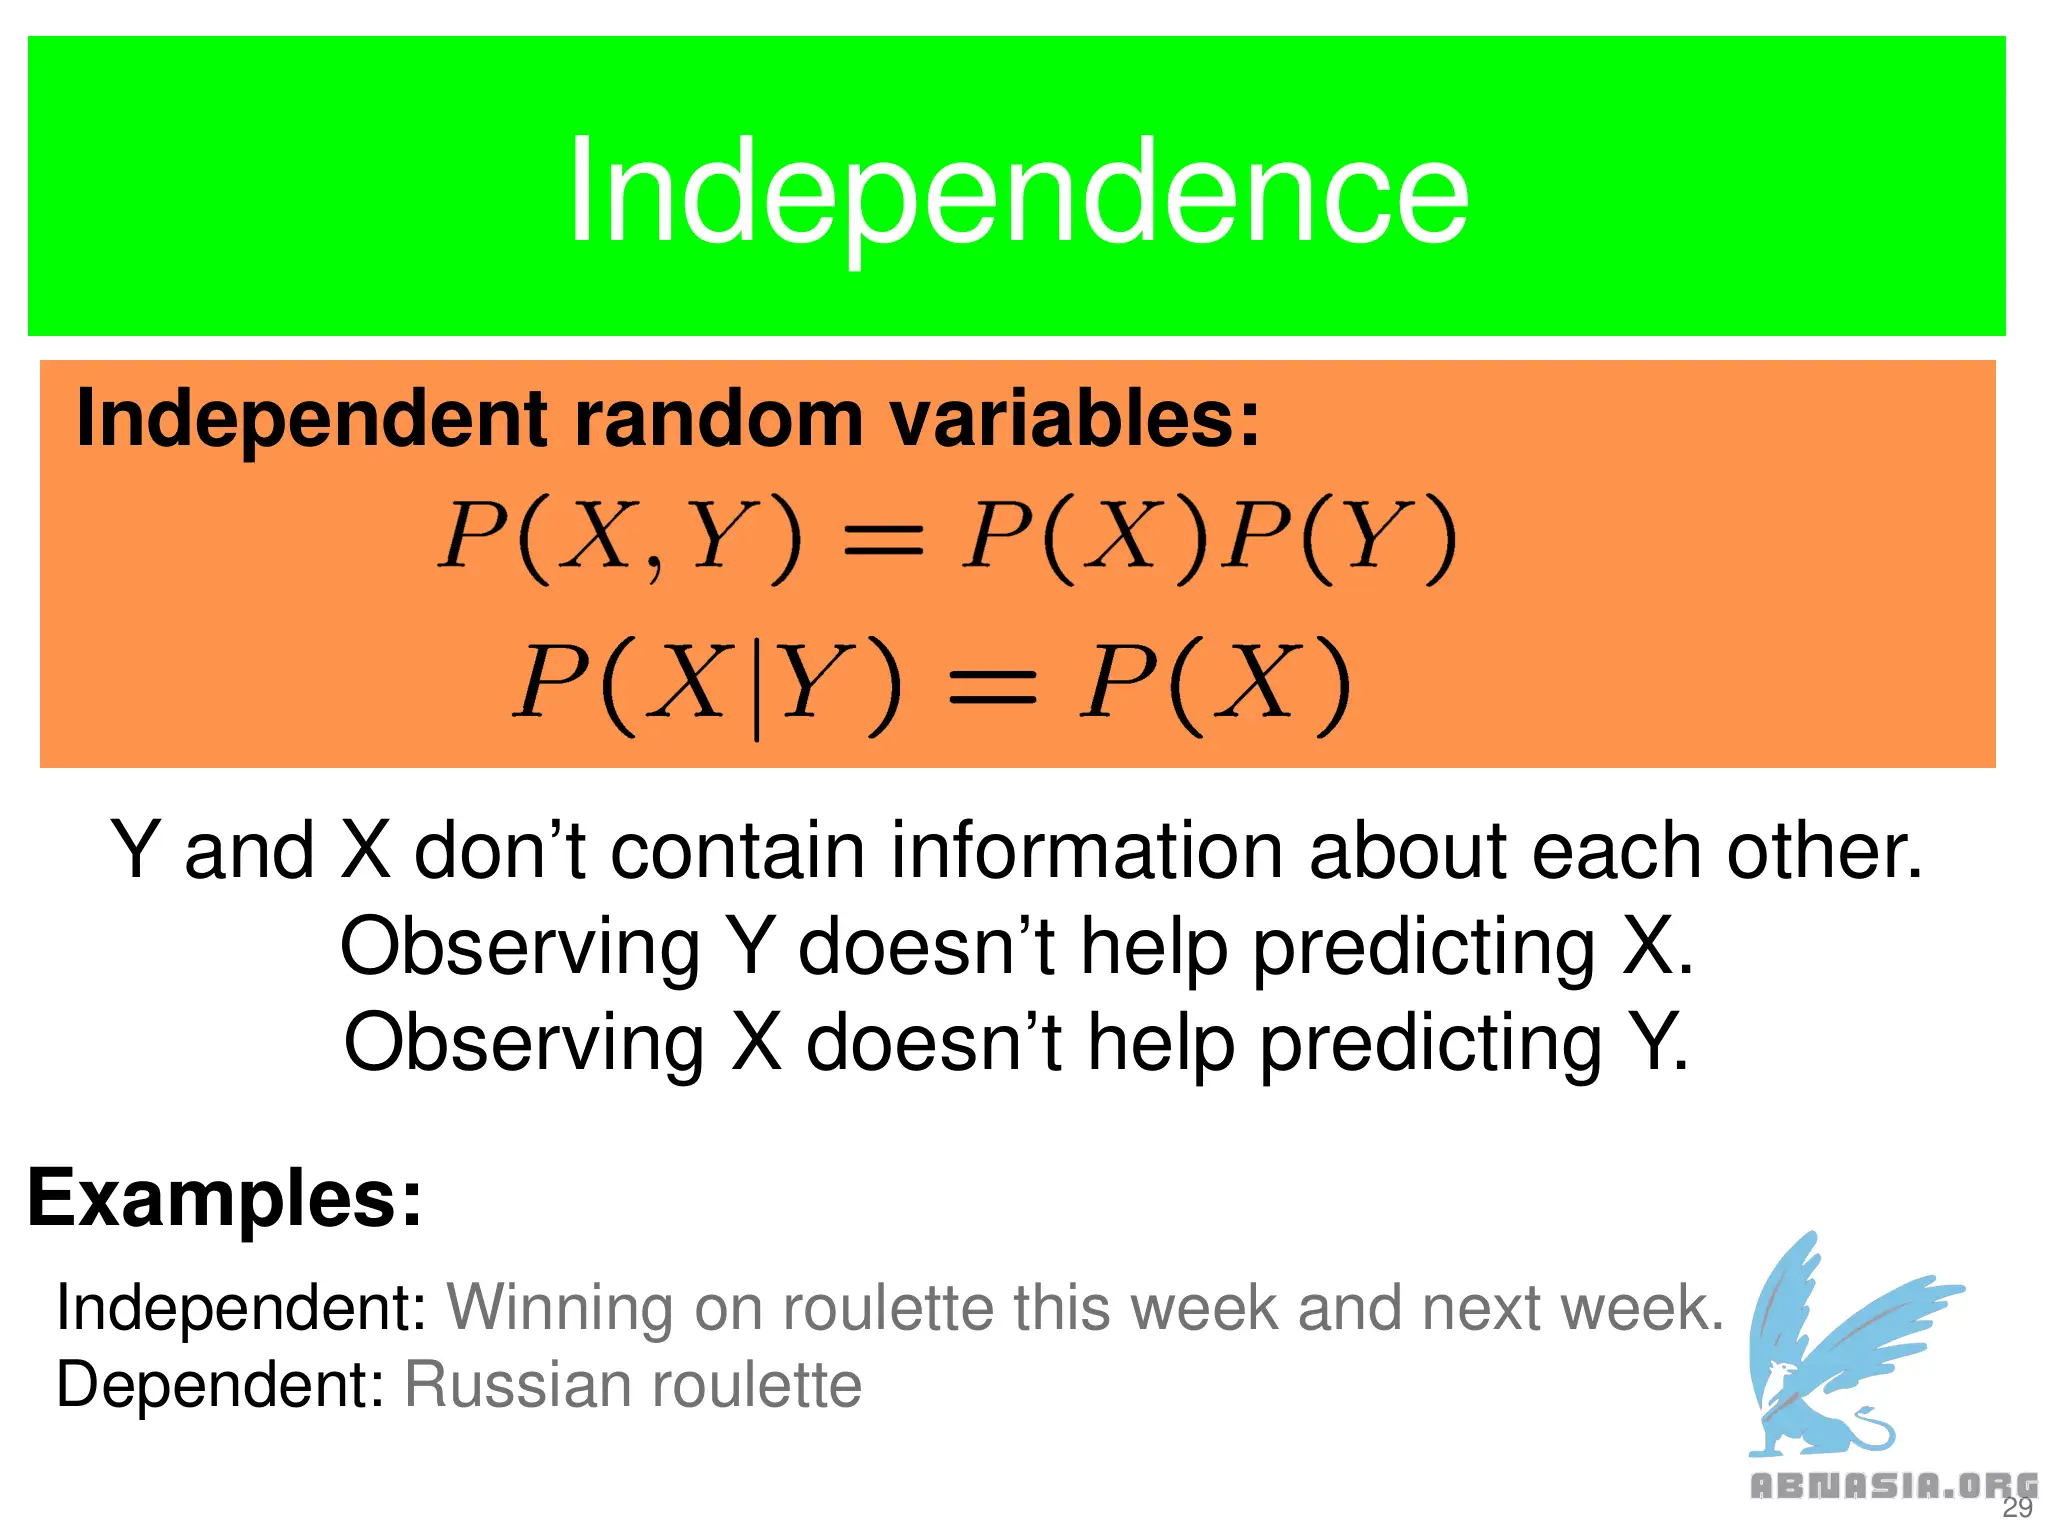 Independence
Independent random variables:
P(X, Y) = P(X)P(Y)
P(X|Y) = P(X)
Y and X don’t contain information about each other.
Observing Y doesn’t help predicting X.
Observing X doesn’t help predicting Y.
Examples:
Independent: Winning on roulette this week and next week.
Dependent: Russian roulette
ABNASIA.ORG
29